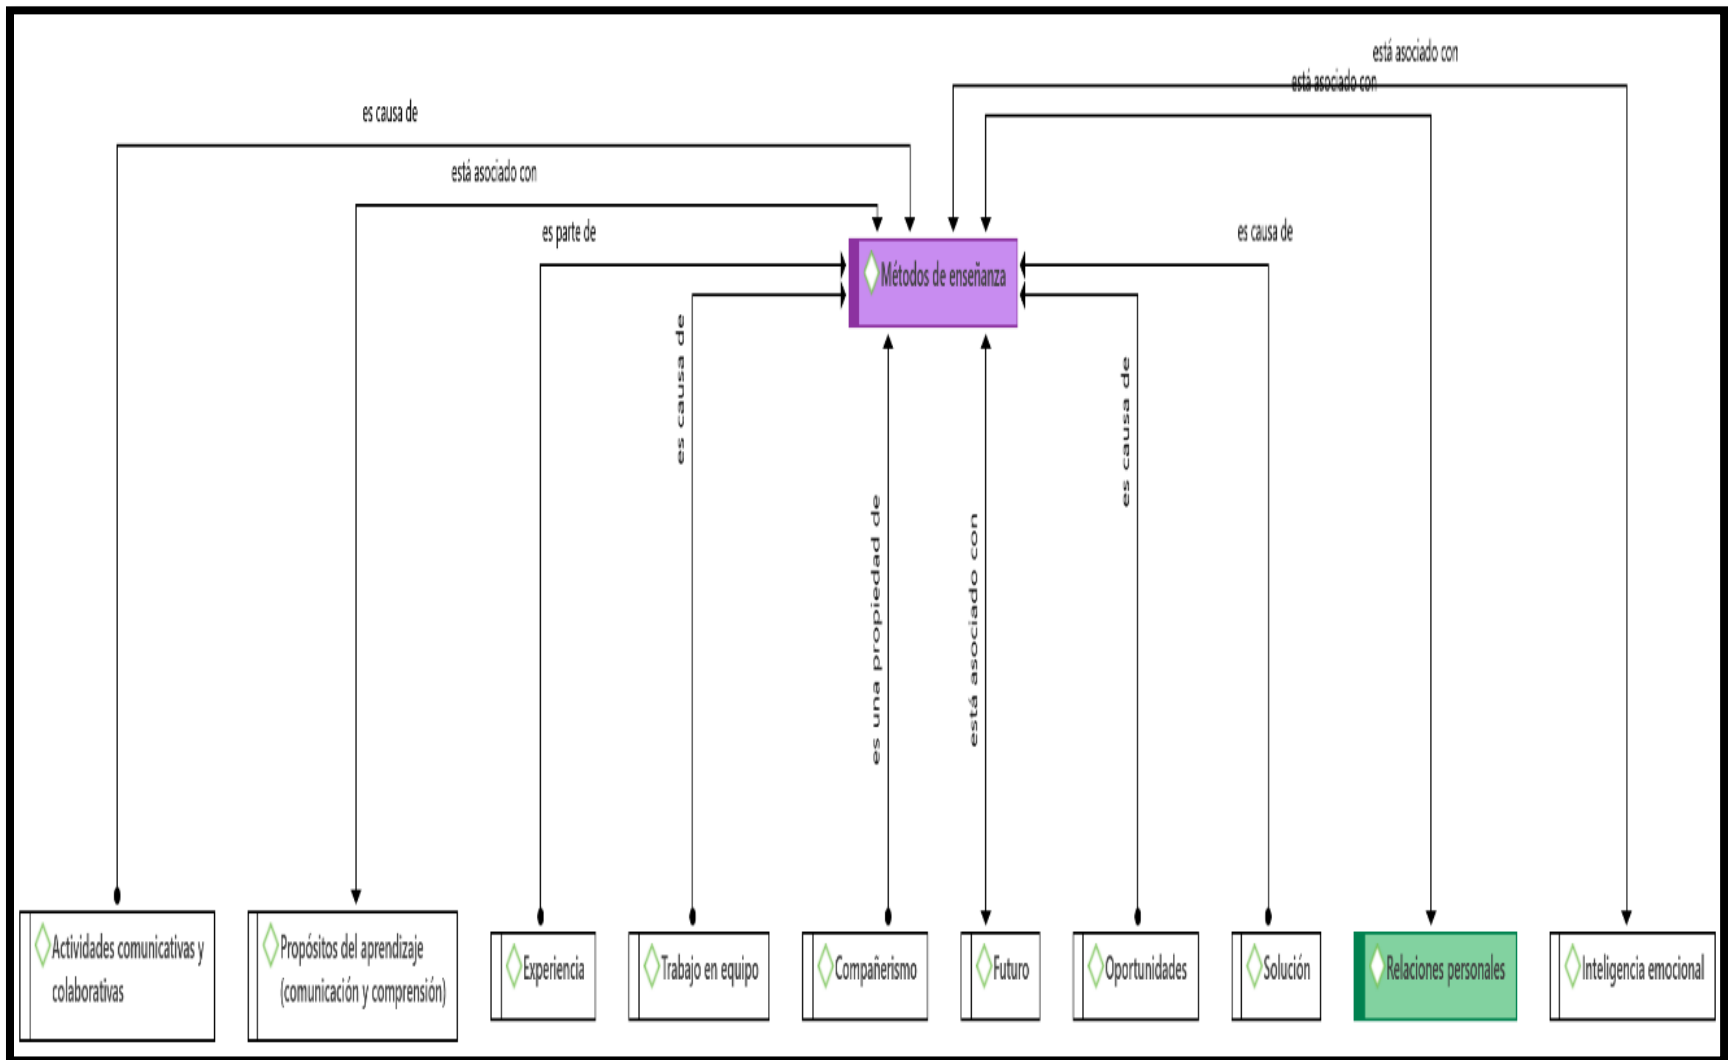 está asociado con
está asociado con
es causa de
está asociado con
es parte de
es causa de
Métodos de enseñanza
es causa de
es causa de
es una propiedad de
está asociado con
Actividades comunicativas y
colaborativas
Propósitos del aprendizaje
(comunicación y comprensión)
Experiencia
Trabajo en equipo
Compañerismo
Futuro
Oportunidades
Solución
Relaciones personales
Inteligencia emocional